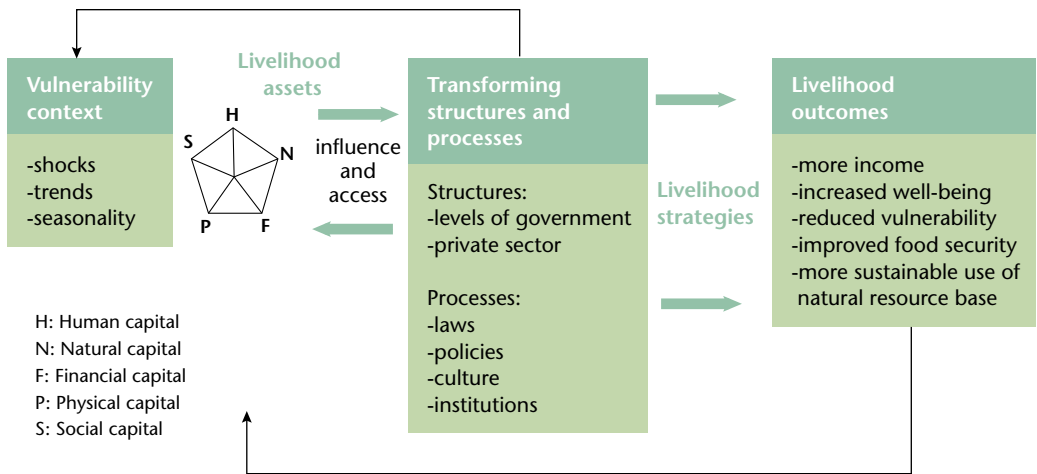 Vulnerability
context
-shocks
-trends
-seasonality
Livelihood
assets
H
S
N
P
F
influence and
access
Transforming
structures and
processes
Structures:
-levels of government
-private sector
Processes:
-laws
-policies
-culture
-institutions
Livelihood
strategies
Livelihood
outcomes
-more income
-increased well-being
-reduced vulnerability
-improved food security
-more sustainable use of
natural resource base
H: Human capital
N: Natural capital
F: Financial capital
P: Physical capital
S: Social capital